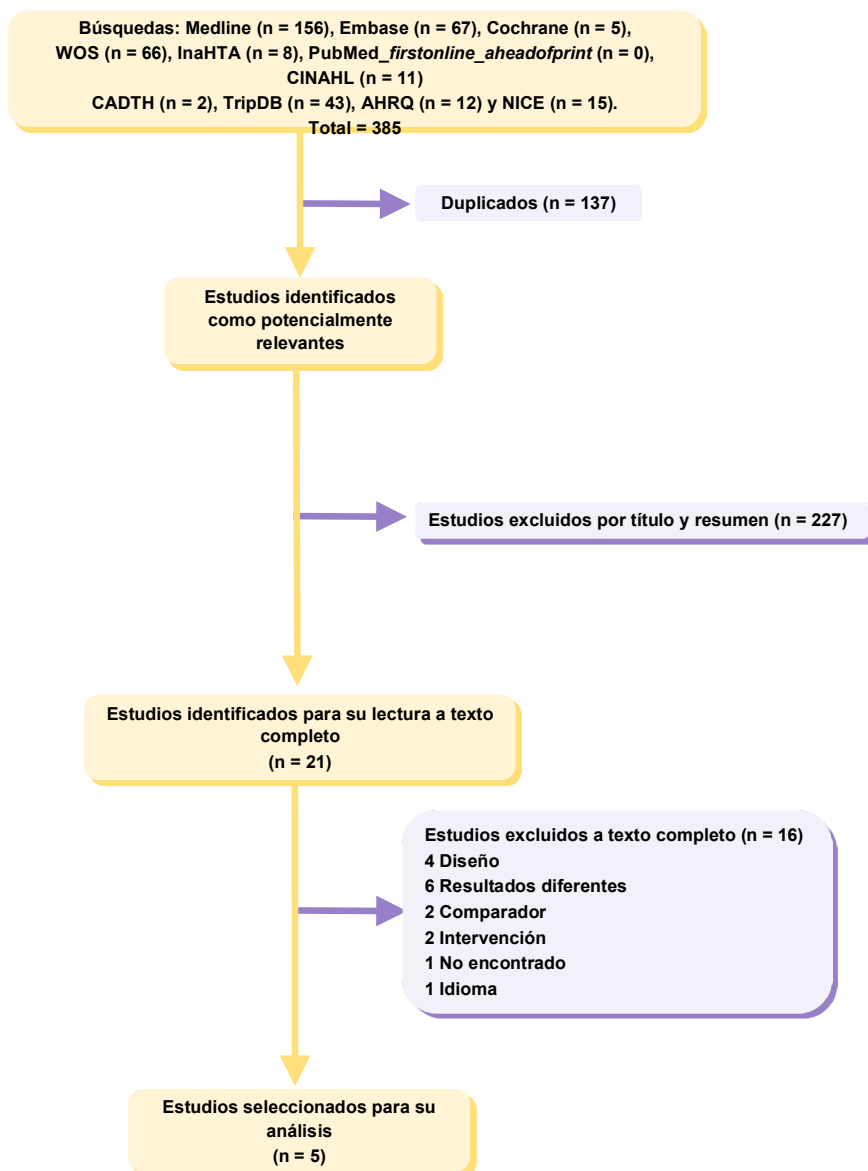 Búsquedas: Medline (n = 156), Embase (n = 67), Cochrane (n = 5),
WOS (n = 66), InaHTA (n = 8), PubMed_firstonline_aheadofprint (n = 0),
CINAHL (n = 11)
CADTH (n = 2), TripDB (n = 43), AHRQ (n = 12) y NICE (n = 15).
Total = 385
Duplicados (n = 137)
Estudios identificados
como potencialmente
relevantes
Estudios excluidos por título y resumen (n = 227)
Estudios identificados para su lectura a texto
completo
(n = 21)
Estudios excluidos a texto completo (n = 16)
4 Diseño
6 Resultados diferentes
2 Comparador
2 Intervención
1 No encontrado
1 Idioma
Estudios seleccionados para su
análisis
(n = 5)